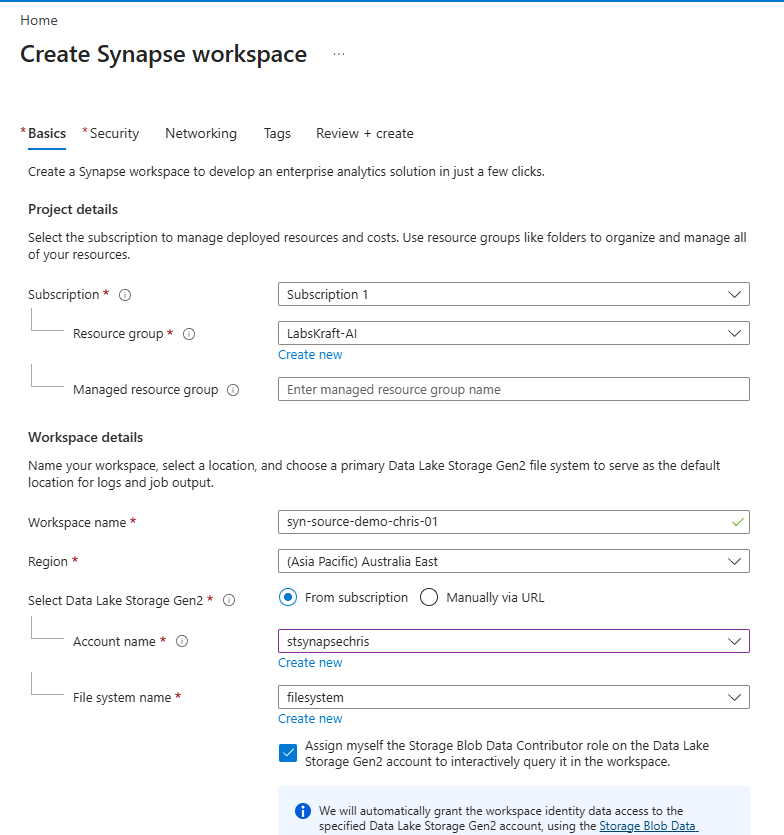 Home
Create Synapse workspace ...
* Basics * Security Networking Tags Review + create
Create a Synapse workspace to develop an enterprise analytics solution in just a few clicks.
Project details
Select the subscription to manage deployed resources and costs. Use resource groups like folders to organize and manage all
of your resources.
Subscription * Subscription 1
Resource group * LabsKraft-AI
Create new
Managed resource group Enter managed resource group name
Workspace details
Name your workspace, select a location, and choose a primary Data Lake Storage Gen2 file system to serve as the default
location for logs and job output.
Workspace name * syn-source-demo-chris-01
Region * (Asia Pacific) Australia East
Select Data Lake Storage Gen2 * From subscription Manually via URL
Account name * stsynapsechris
Create new
File system name * filesystem
Create new
Assign myself the Storage Blob Data Contributor role on the Data Lake
Storage Gen2 account to interactively query it in the workspace.
We will automatically grant the workspace identity data access to the
specified Data Lake Storage Gen2 account, using the Storage Blob Data